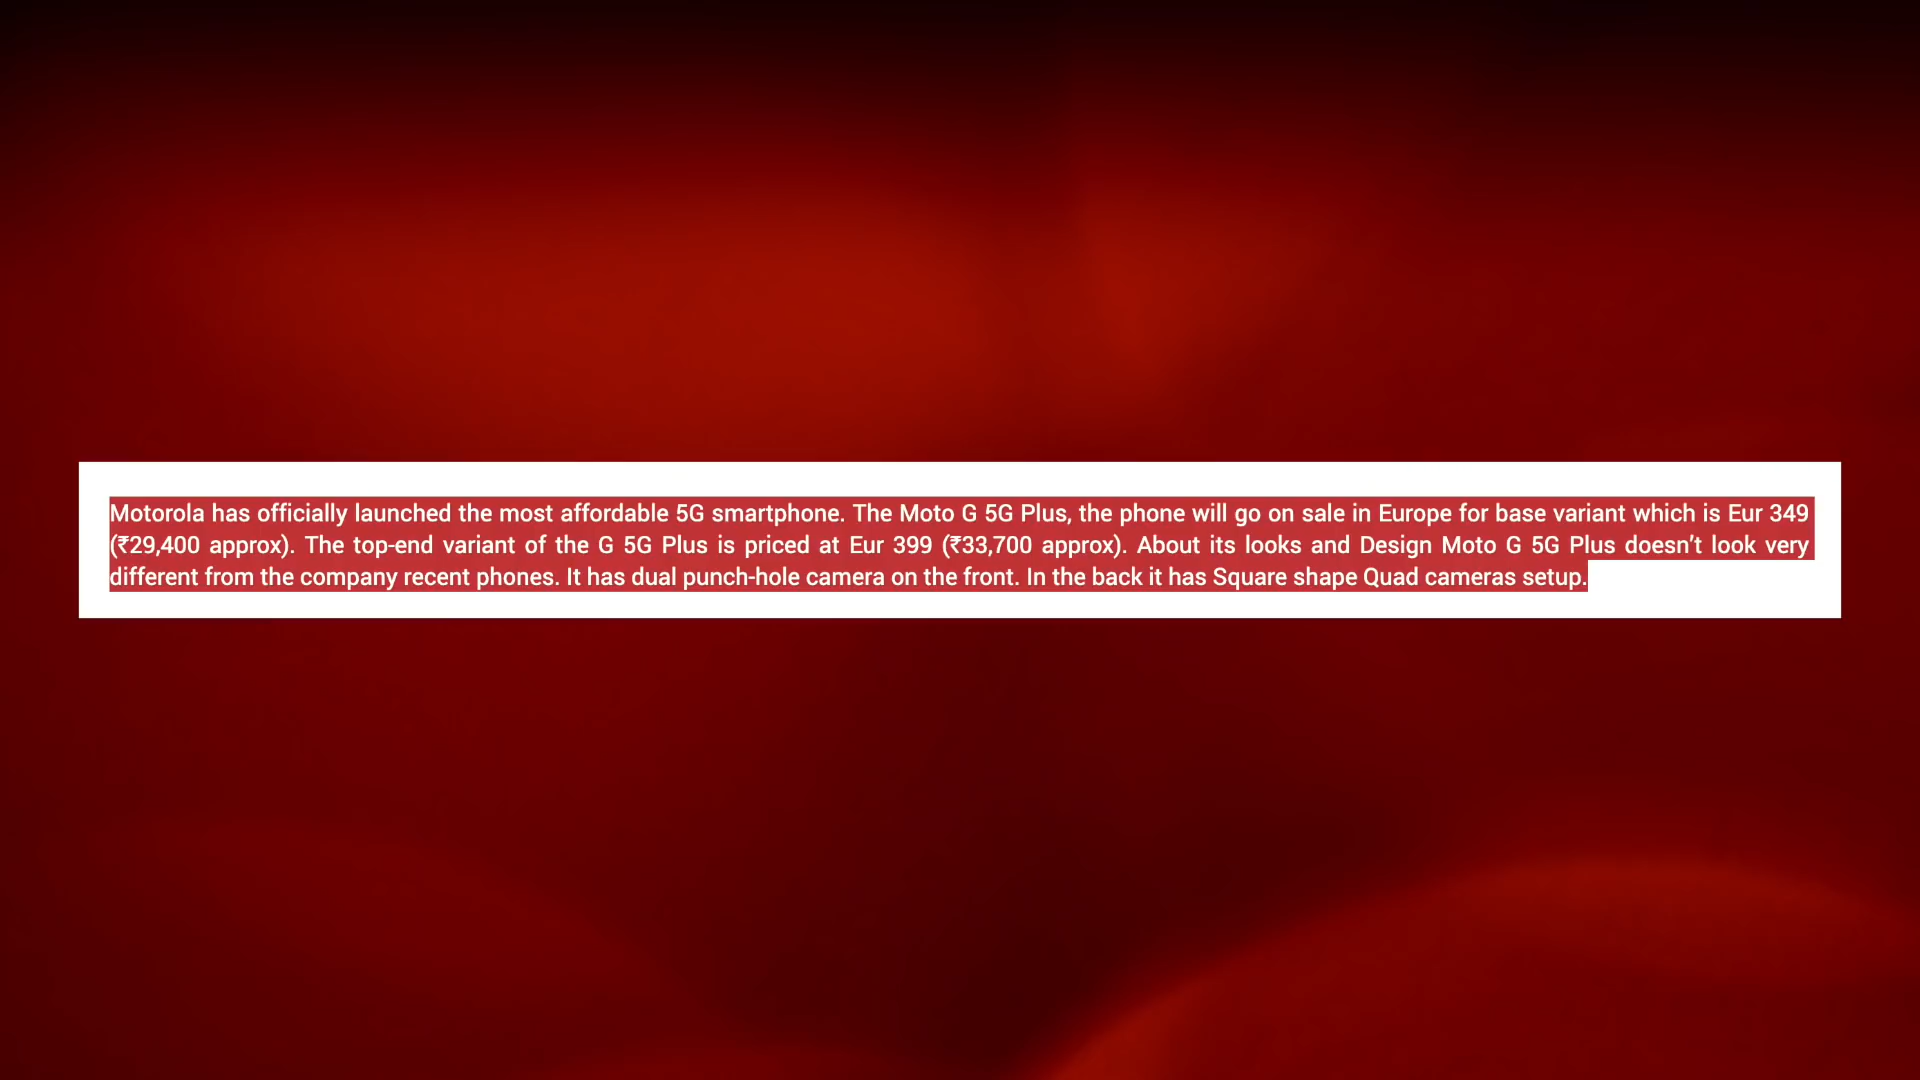 Motorola has officially launched the most affordable 5G smartphone. The Moto G 5G Plus, the phone will go on sale in Europe for base variant which is Eur 349
(₹29,400 approx). The top-end variant of the G 5G Plus is priced at Eur 399 (₹33,700 approx). About its looks and Design Moto G 5G Plus doesn’t look very
different from the company recent phones. It has dual punch-hole camera on the front. In the back it has Square shape Quad cameras setup.